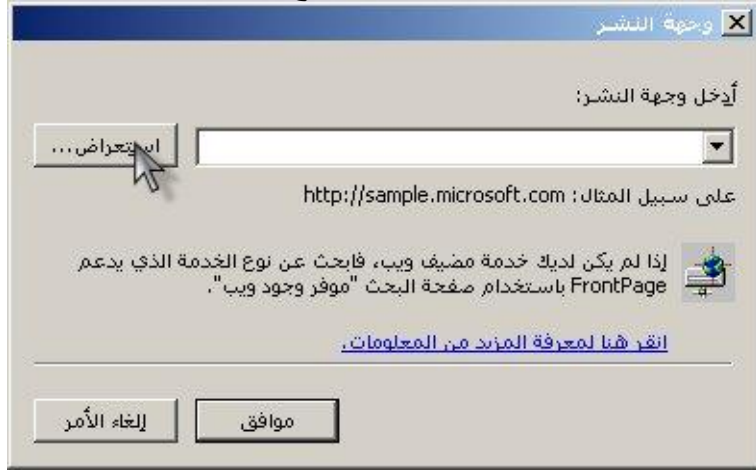 وجهة النشر
أدخل وجهة النشر:
استعراض...
على سبيل المثال: http://sample.microsoft.com
إذا لم يكن لديك خدمة مضيف ويب، فابحث عن نوع الخدمة الذي يدعم
FrontPage باستخدام صفحة البحث "موفر وجود ويب".
انقر هنا لمعرفة المزيد من المعلومات.
موافق
إلغاء الأمر